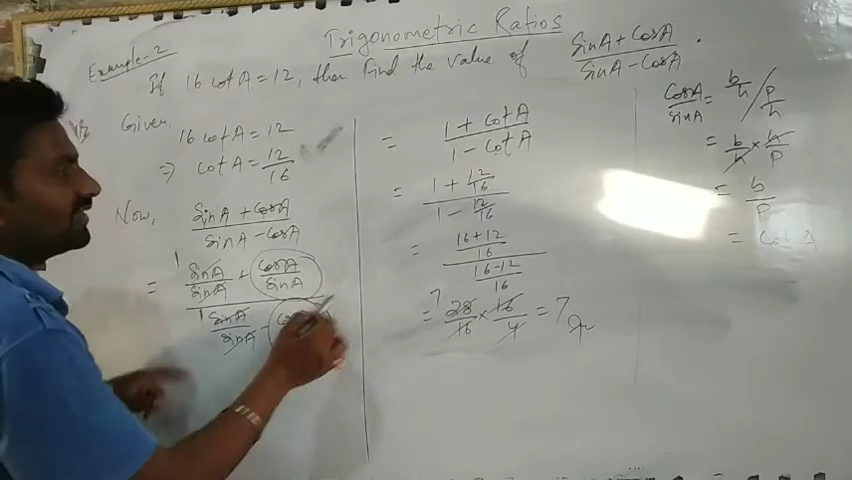 Trigonometric Ratios
Example-2
If 16 cot A = 12, then find the value of (sinA + cosA)/(sinA - cosA).
Given
16 cot A = 12
⇒ cot A = 12/16
Now, (sinA + cosA)/(sinA - cosA)
= (sinA/sinA + cosA/sinA)/(sinA/sinA -
= (1 + cot A)/(1 - cot A)
= (1 + 12/16)/(1 - 12/16)
= ((16+12)/16)/((16-12)/16)
= 28/16 × 16/4 = 7
cosA/sinA = b/h / p/h
= b/h × h/p
= b/p
= cot A